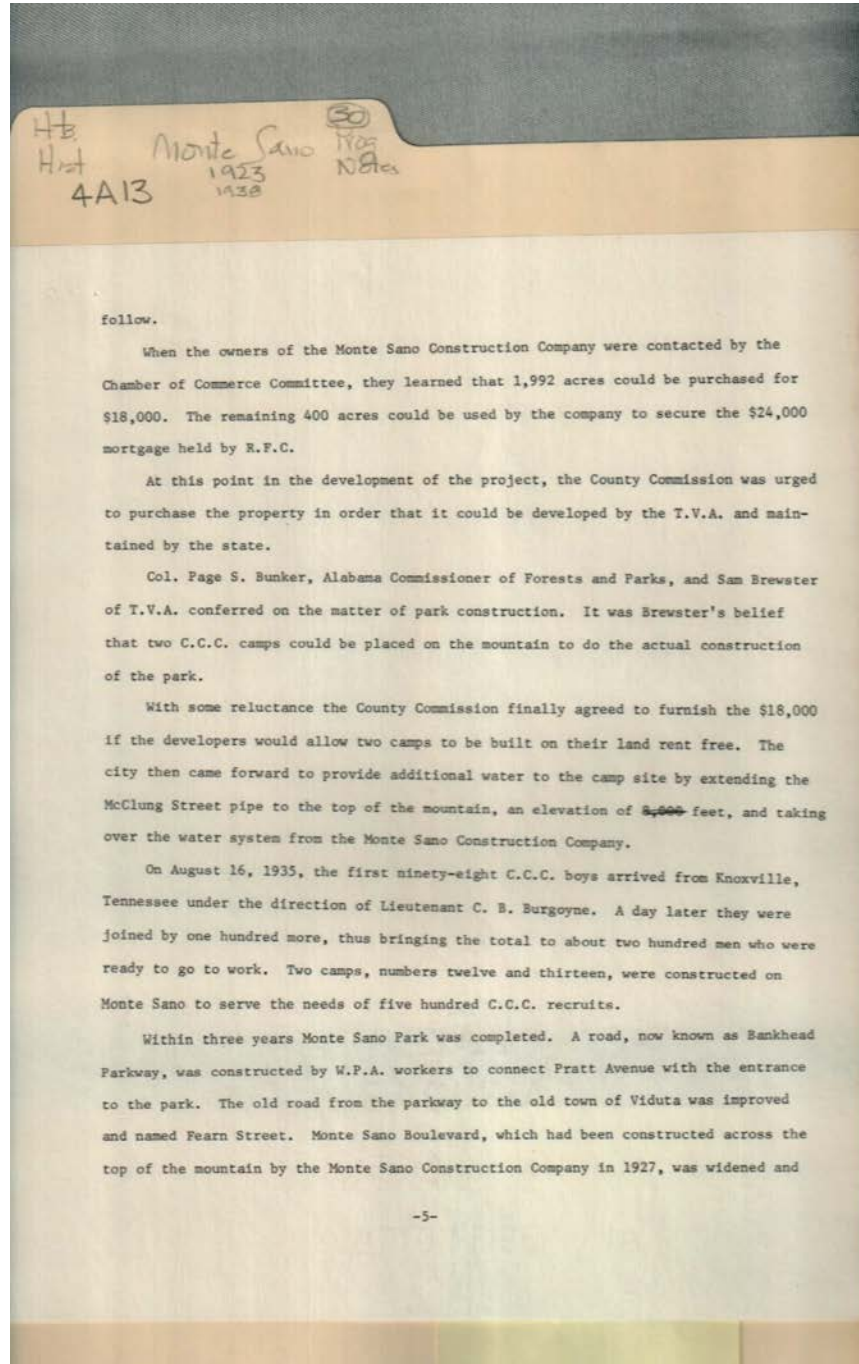 Htb. Monte Sano 30
Hist 1923 Prog
4A13 1938 Notes
follow.
When the owners of the Monte Sano Construction Company were contacted by the
Chamber of Commerce Committee, they learned that 1,992 acres could be purchased for
$18,000. The remaining 400 acres could be used by the company to secure the $24,000
mortgage held by R.F.C.
At this point in the development of the project, the County Commission was urged
to purchase the property in order that it could be developed by the T.V.A. and main-
tained by the state.
Col. Page S. Bunker, Alabama Commissioner of Forests and Parks, and Sam Brewster
of T.V.A. conferred on the matter of park construction. It was Brewster's belief
that two C.C.C. camps could be placed on the mountain to do the actual construction
of the park.
With some reluctance the County Commission finally agreed to furnish the $18,000
if the developers would allow two camps to be built on their land rent free. The
city then came forward to provide additional water to the camp site by extending the
McClung Street pipe to the top of the mountain, an elevation of feet, and taking
over the water system from the Monte Sano Construction Company.
On August 16, 1935, the first ninety-eight C.C.C. boys arrived from Knoxville,
Tennessee under the direction of Lieutenant C. B. Burgoyne. A day later they were
joined by one hundred more, thus bringing the total to about two hundred men who were
ready to go to work. Two camps, numbers twelve and thirteen, were constructed on
Monte Sano to serve the needs of five hundred C.C.C. recruits.
Within three years Monte Sano Park was completed. A road, now known as Bankhead
Parkway, was constructed by W.P.A. workers to connect Pratt Avenue with the entrance
to the park. The old road from the parkway to the old town of Viduta was improved
and named Fearn Street. Monte Sano Boulevard, which had been constructed across the
top of the mountain by the Monte Sano Construction Company in 1927, was widened and
-5-